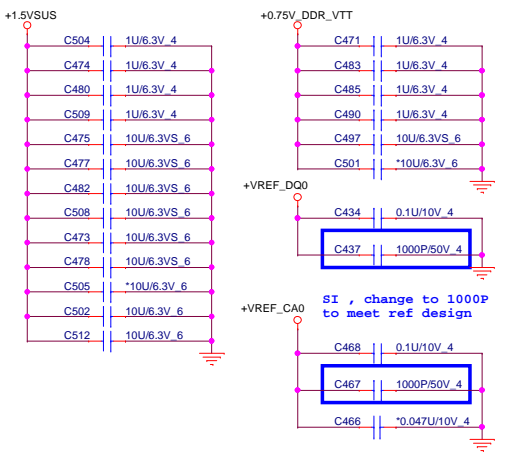 +1.5VSUS
C504 1U/6.3V_4
C474 1U/6.3V_4
C480 1U/6.3V_4
C509 1U/6.3V_4
C475 10U/6.3VS_6
C477 10U/6.3VS_6
C482 10U/6.3VS_6
C508 10U/6.3VS_6
C473 10U/6.3VS_6
C478 10U/6.3VS_6
C505 *10U/6.3V_6
C502 10U/6.3V_6
C512 10U/6.3V_6
+0.75V_DDR_VTT
C471 1U/6.3V_4
C483 1U/6.3V_4
C485 1U/6.3V_4
C490 1U/6.3V_4
C497 10U/6.3VS_6
C501 *10U/6.3V_6
+VREF_DQ0
C434 0.1U/10V_4
C437 1000P/50V_4
SI , change to 1000P
to meet ref design
+VREF_CA0
C468 0.1U/10V_4
C467 1000P/50V_4
C466 *0.047U/10V_4